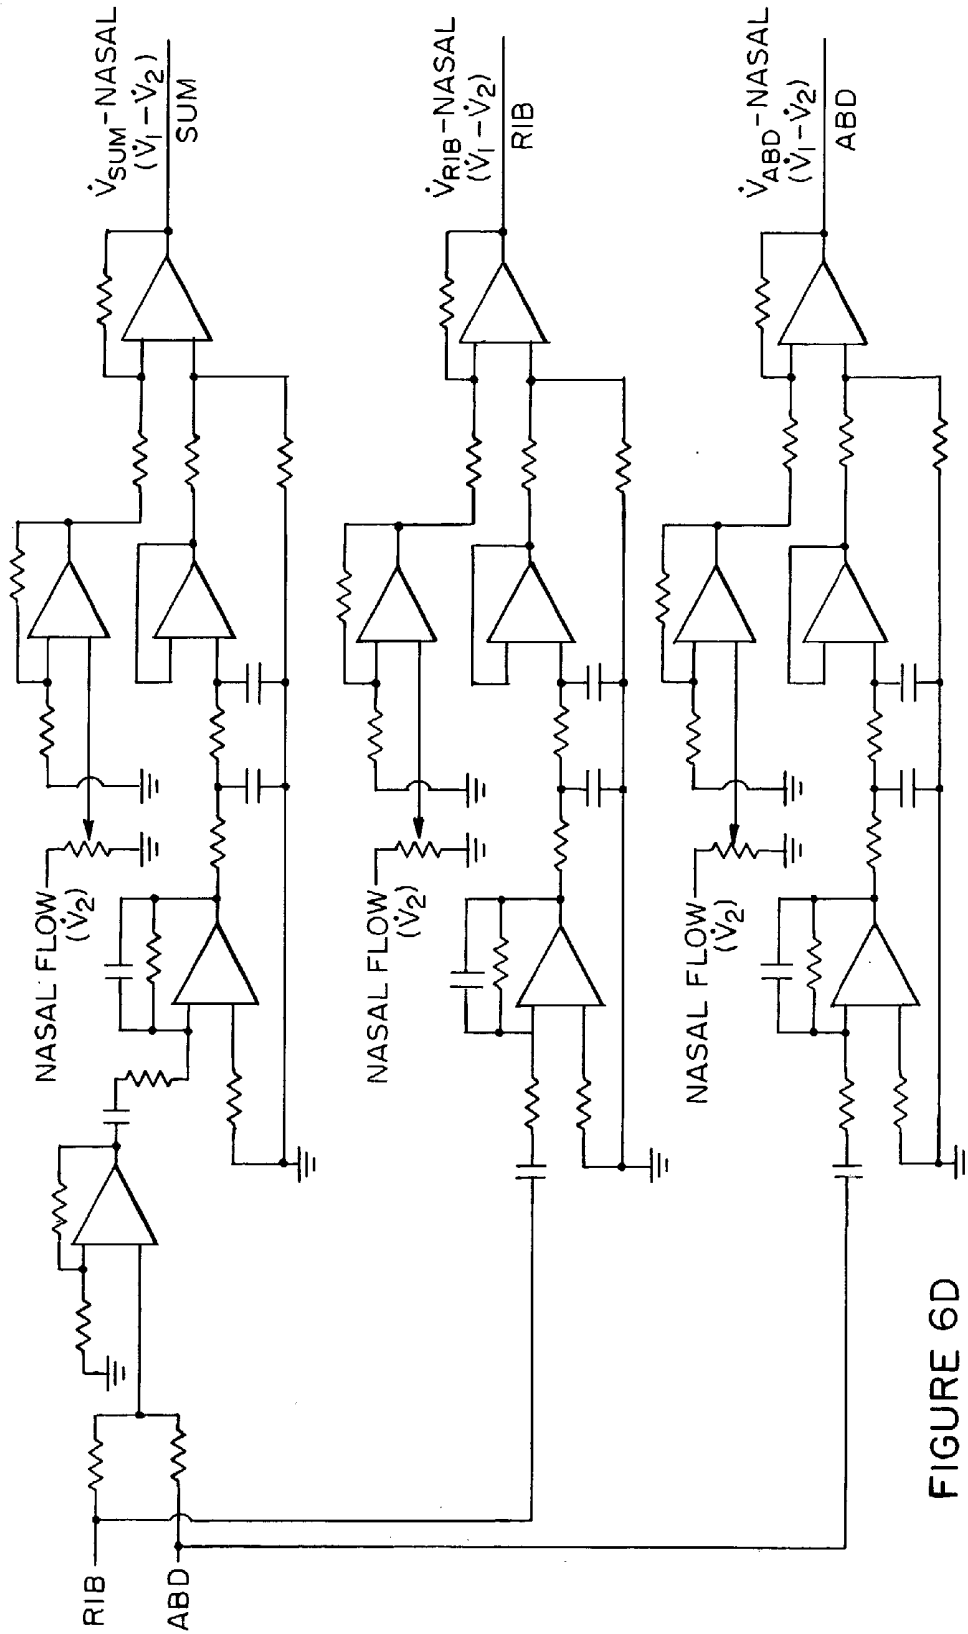 RIB
ABD
NASAL FLOW
(V̇2)
V̇SUM-NASAL
(V̇1-V̇2)
SUM
NASAL FLOW
(V̇2)
V̇RIB-NASAL
(V̇1-V̇2)
RIB
NASAL FLOW
(V̇2)
V̇ABD-NASAL
(V̇1-V̇2)
ABD
FIGURE 6D